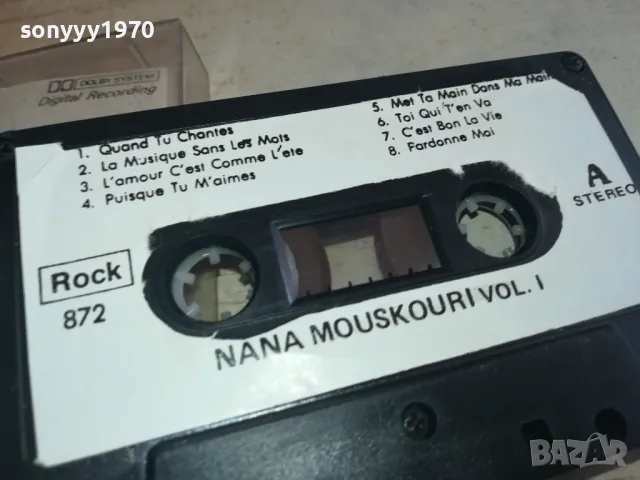 sonyyy1970
DOLBY SYSTEM
Digital Recording
1. Quand Tu Chantes
2. La Musique Sans Les Mots
3. L'amour C'est Comme L'ete
4. Puisque Tu M'aimes
5. Met Ta Main Dans Ma Main
6. Toi Qui T'en Va
7. C'est Bon La Vie
8. Fardonne Moi
A
STEREO
Rock
872
NANA MOUSKOURI VOL. I
BAZAR
bg